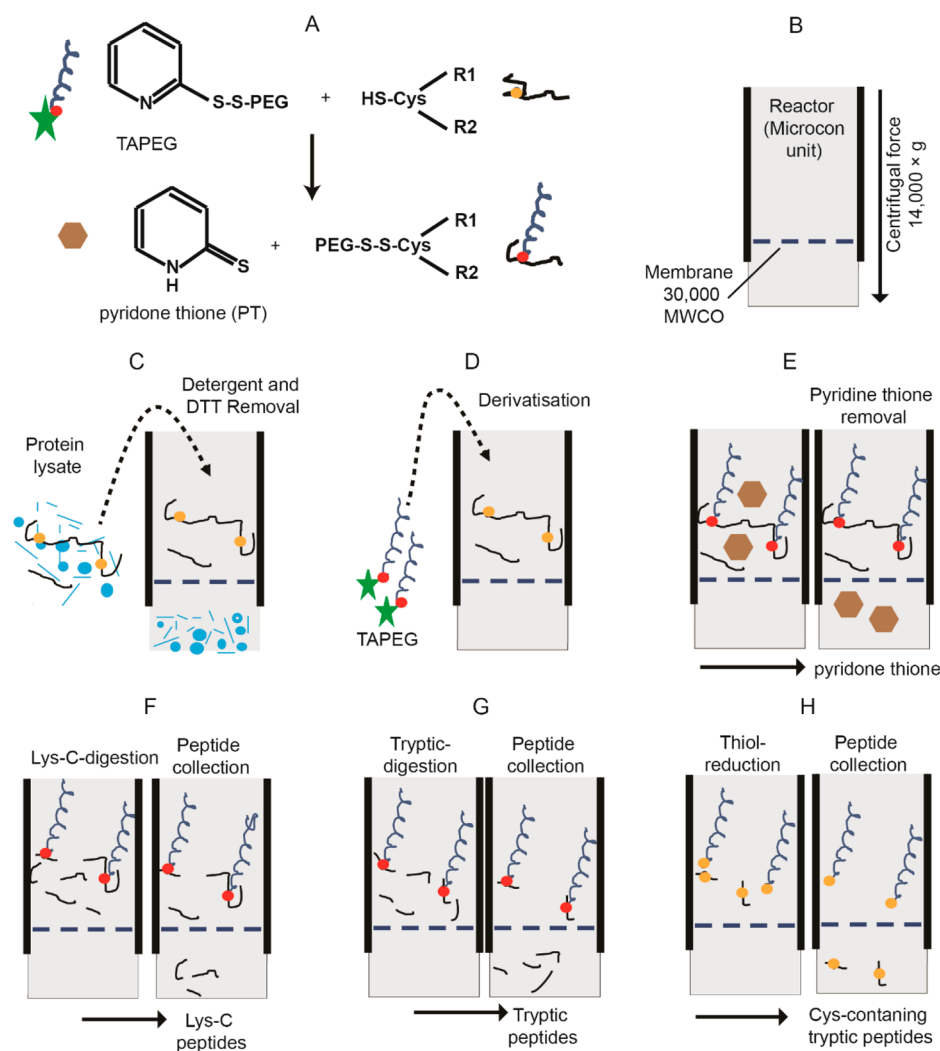 A
N
S-S-PEG
+
HS-Cys
R1
R2
TAPEG
PEG-S-S-Cys
R1
R2
+
N
H
S
pyridone thione (PT)
B
Reactor
(Microcon
unit)
Centrifugal force
14,000 × g
Membrane
30,000
MWCO
C
Detergent and
DTT Removal
Protein
lysate
D
Derivatisation
TAPEG
E
Pyridine thione
removal
pyridone thione
F
Lys-C-digestion
Peptide
collection
Lys-C
peptides
G
Tryptic-
digestion
Peptide
collection
Tryptic
peptides
H
Thiol-
reduction
Peptide
collection
Cys-contaning
tryptic peptides